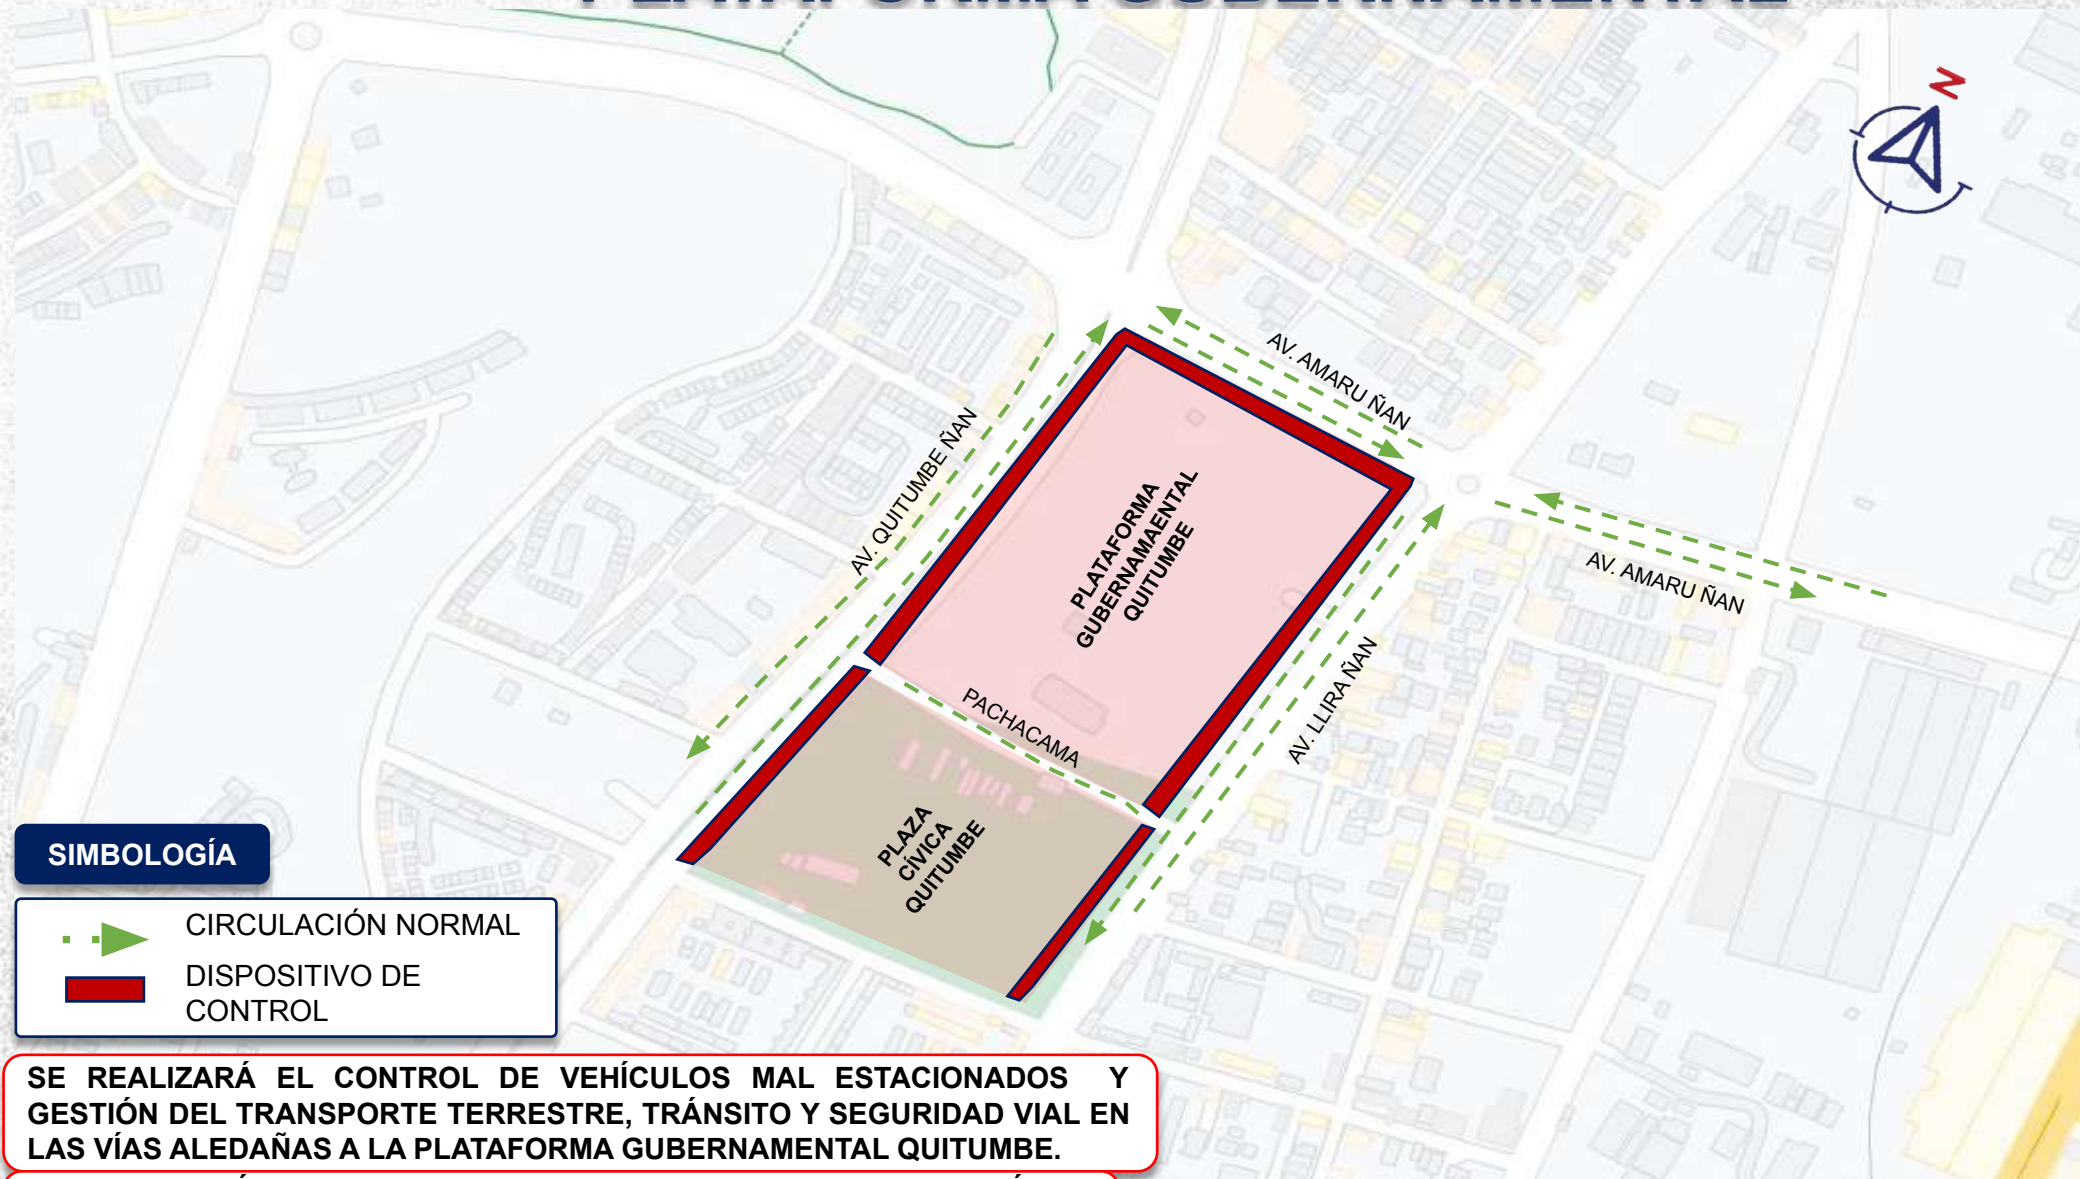 PLATAFORMA GUBERNAMENTAL
N
AV. AMARU ÑAN
AV. QUITUMBE ÑAN
PLATAFORMA
GUBERNAMAENTAL
QUITUMBE
AV. AMARU ÑAN
AV. LLIRA ÑAN
PACHACAMA
PLAZA
CÍVICA
QUITUMBE
SIMBOLOGÍA
CIRCULACIÓN NORMAL
DISPOSITIVO DE
CONTROL
SE REALIZARÁ EL CONTROL DE VEHÍCULOS MAL ESTACIONADOS Y
GESTIÓN DEL TRANSPORTE TERRESTRE, TRÁNSITO Y SEGURIDAD VIAL EN
LAS VÍAS ALEDAÑAS A LA PLATAFORMA GUBERNAMENTAL QUITUMBE.